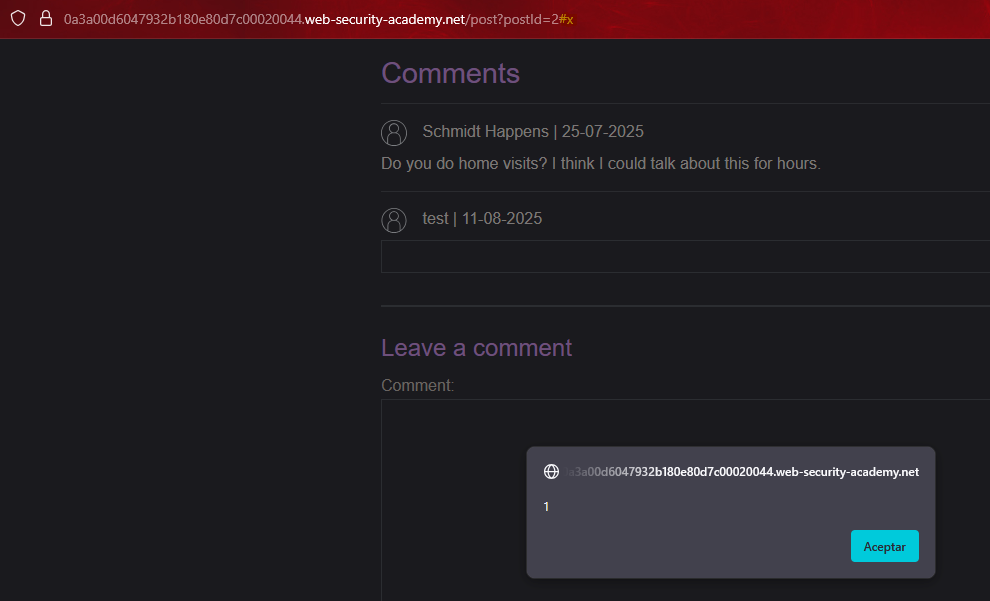 0a3a00d6047932b180e80d7c00020044.web-security-academy.net/post?postId=2#x
Comments
Schmidt Happens | 25-07-2025
Do you do home visits? I think I could talk about this for hours.
test | 11-08-2025
Leave a comment
Comment:
a3a00d6047932b180e80d7c00020044.web-security-academy.net
1
Aceptar